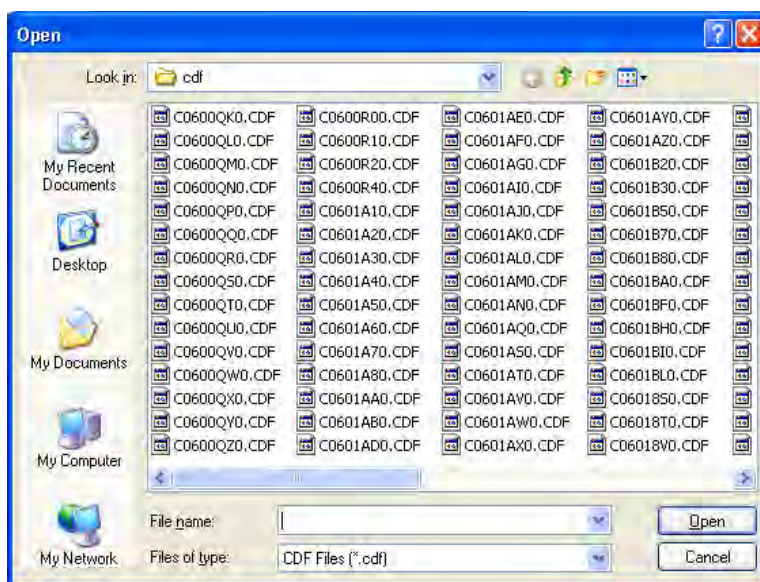 Open
Look in: cdf
My Recent
Documents
Desktop
My Documents
My Computer
My Network
C0600QK0.CDF C0600R00.CDF C0601AE0.CDF C0601AY0.CDF
C0600QL0.CDF C0600R10.CDF C0601AF0.CDF C0601AZ0.CDF
C0600QM0.CDF C0600R20.CDF C0601AG0.CDF C0601B20.CDF
C0600QN0.CDF C0600R40.CDF C0601AI0.CDF C0601B30.CDF
C0600QP0.CDF C0601A10.CDF C0601AJ0.CDF C0601B50.CDF
C0600QQ0.CDF C0601A20.CDF C0601AK0.CDF C0601B70.CDF
C0600QR0.CDF C0601A30.CDF C0601AL0.CDF C0601B80.CDF
C0600QS0.CDF C0601A40.CDF C0601AM0.CDF C0601BA0.CDF
C0600QT0.CDF C0601A50.CDF C0601AN0.CDF C0601BF0.CDF
C0600QU0.CDF C0601A60.CDF C0601AQ0.CDF C0601BH0.CDF
C0600QV0.CDF C0601A70.CDF C0601AS0.CDF C0601BI0.CDF
C0600QW0.CDF C0601A80.CDF C0601AT0.CDF C0601BL0.CDF
C0600QX0.CDF C0601AA0.CDF C0601AV0.CDF C06018S0.CDF
C0600QY0.CDF C0601AB0.CDF C0601AW0.CDF C06018T0.CDF
C0600QZ0.CDF C0601AD0.CDF C0601AX0.CDF C06018V0.CDF
File name: Open
Files of type: CDF Files (*.cdf) Cancel